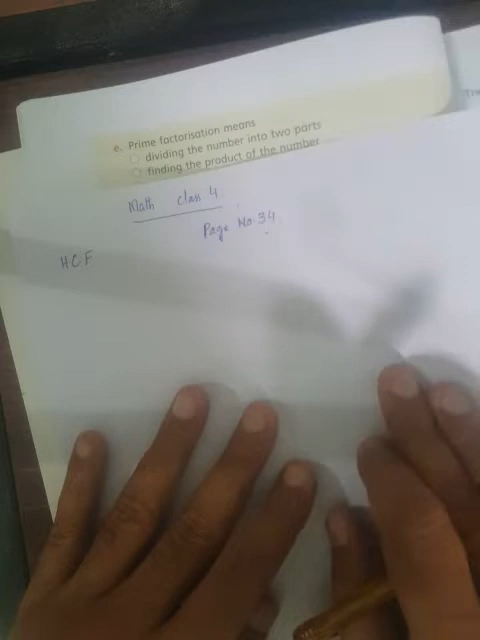 e. Prime factorisation means
dividing the number into two parts
finding the product of the number
Math class 4
Page No. 34
H C F